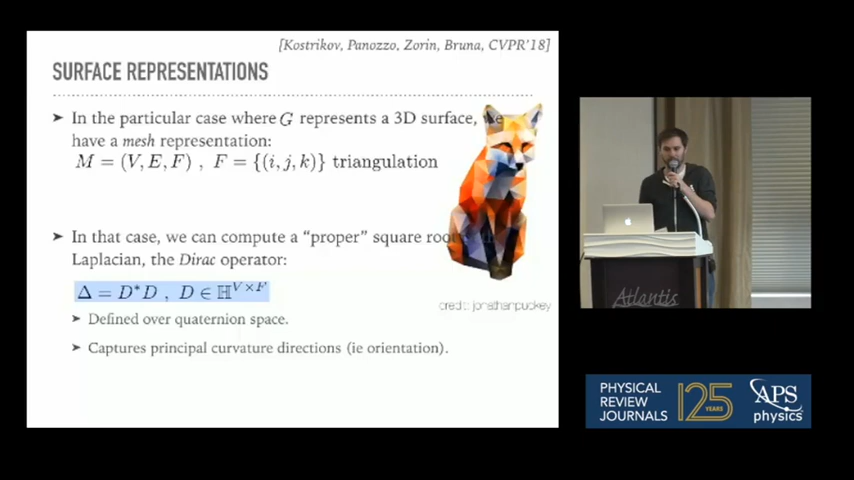 [Kostrikov, Panozzo, Zorin, Bruna, CVPR'18]
SURFACE REPRESENTATIONS
➤ In the particular case where G represents a 3D surface, we
have a mesh representation:
M = (V, E, F) , F = {(i, j, k)} triangulation
➤ In that case, we can compute a "proper" square root
Laplacian, the Dirac operator:
Δ = D*D , D ∈ ℍ^{V×F}
➤ Defined over quaternion space.
➤ Captures principal curvature directions (ie orientation).
credit: jonathanpuckey
Atlantis
PHYSICAL
REVIEW
JOURNALS
125
YEARS
APS
physics